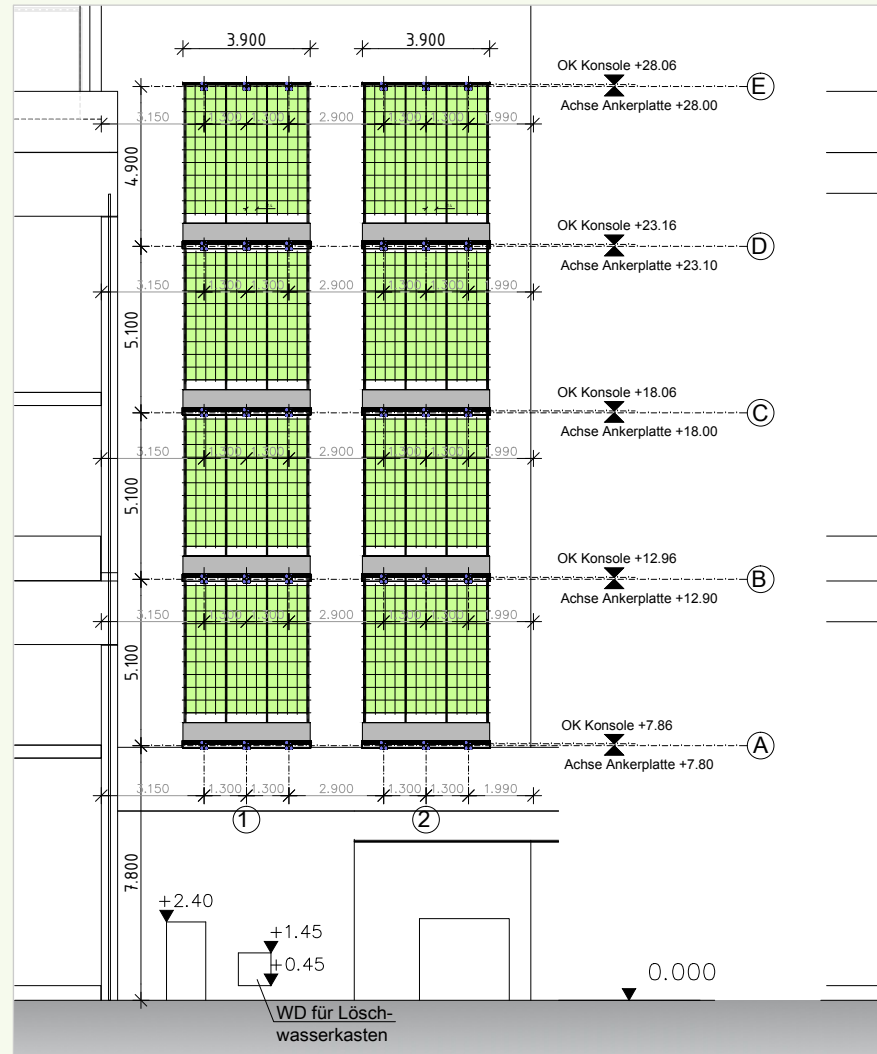 3.900 3.900
OK Konsole +28.06
E
Achse Ankerplatte +28.00
3.150 1.300 1.300 2.900 1.300 1.300 1.990
4.900
OK Konsole +23.16
D
Achse Ankerplatte +23.10
3.150 1.300 1.300 2.900 1.300 1.300 1.990
5.100
OK Konsole +18.06
C
Achse Ankerplatte +18.00
3.150 1.300 1.300 2.900 1.300 1.300 1.990
5.100
OK Konsole +12.96
B
Achse Ankerplatte +12.90
3.150 1.300 1.300 2.900 1.300 1.300 1.990
5.100
OK Konsole +7.86
A
Achse Ankerplatte +7.80
3.150 1.300 1.300 2.900 1.300 1.300 1.990
1 2
7.800
+2.40
+1.45
+0.45
0.000
WD für Lösch-
wasserkasten